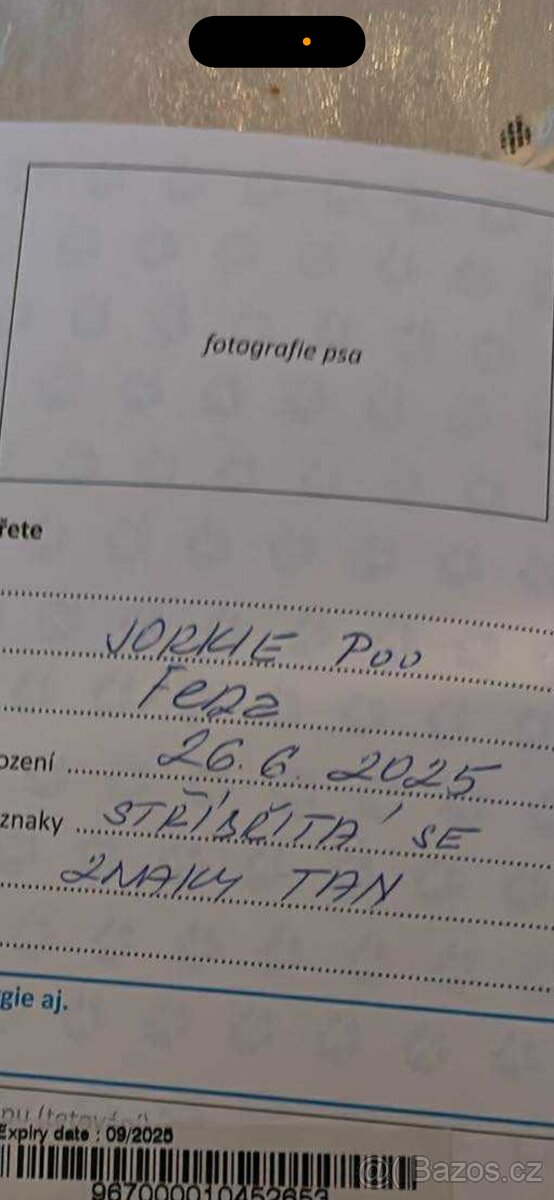 fotografie psa
řete
JORKIE POO
26.6.2025
ození
STŘÍBŘITÁ SE
znaky
ZNAKY TAN
gie aj.
Expiry date : 09/2025
967000010452653
Bazos.cz